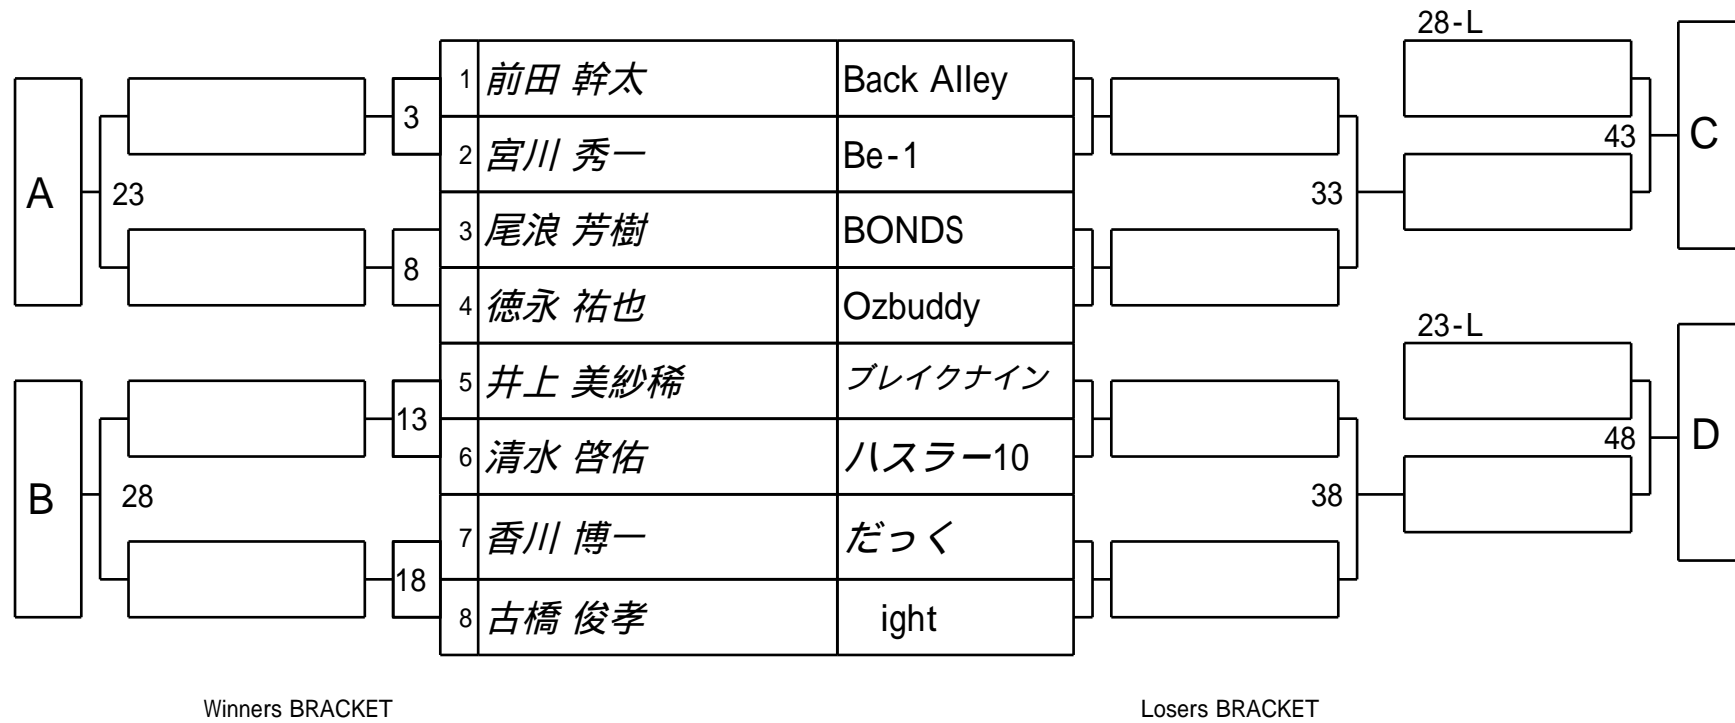 28-L
1 前田 幹太 Back Alley
3
2 宮川 秀一 Be-1
43
C
A
23
33
3 尾浪 芳樹 BONDS
8
4 徳永 祐也 Ozbuddy
23-L
5 井上 美紗稀 ブレイクナイン
13
6 清水 啓佑 ハスラー10
48
D
B
28
38
7 香川 博一 だっく
18
8 古橋 俊孝 ight
Winners BRACKET
Losers BRACKET